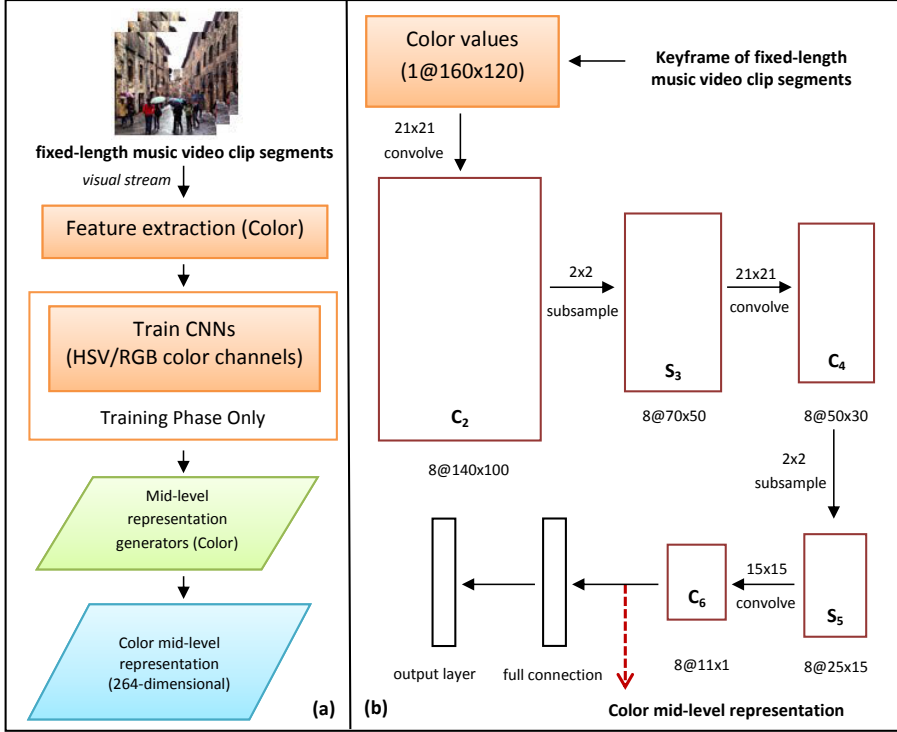 fixed-length music video clip segments
visual stream
Feature extraction (Color)
Train CNNs
(HSV/RGB color channels)
Training Phase Only
Mid-level
representation
generators (Color)
Color mid-level
representation
(264-dimensional)
(a)
Color values
(1@160x120)
Keyframe of fixed-length
music video clip segments
21x21
convolve
C₂
8@140x100
2x2
subsample
S₃
8@70x50
21x21
convolve
C₄
8@50x30
2x2
subsample
S₅
8@25x15
15x15
convolve
C₆
8@11x1
full connection
output layer
Color mid-level representation
(b)